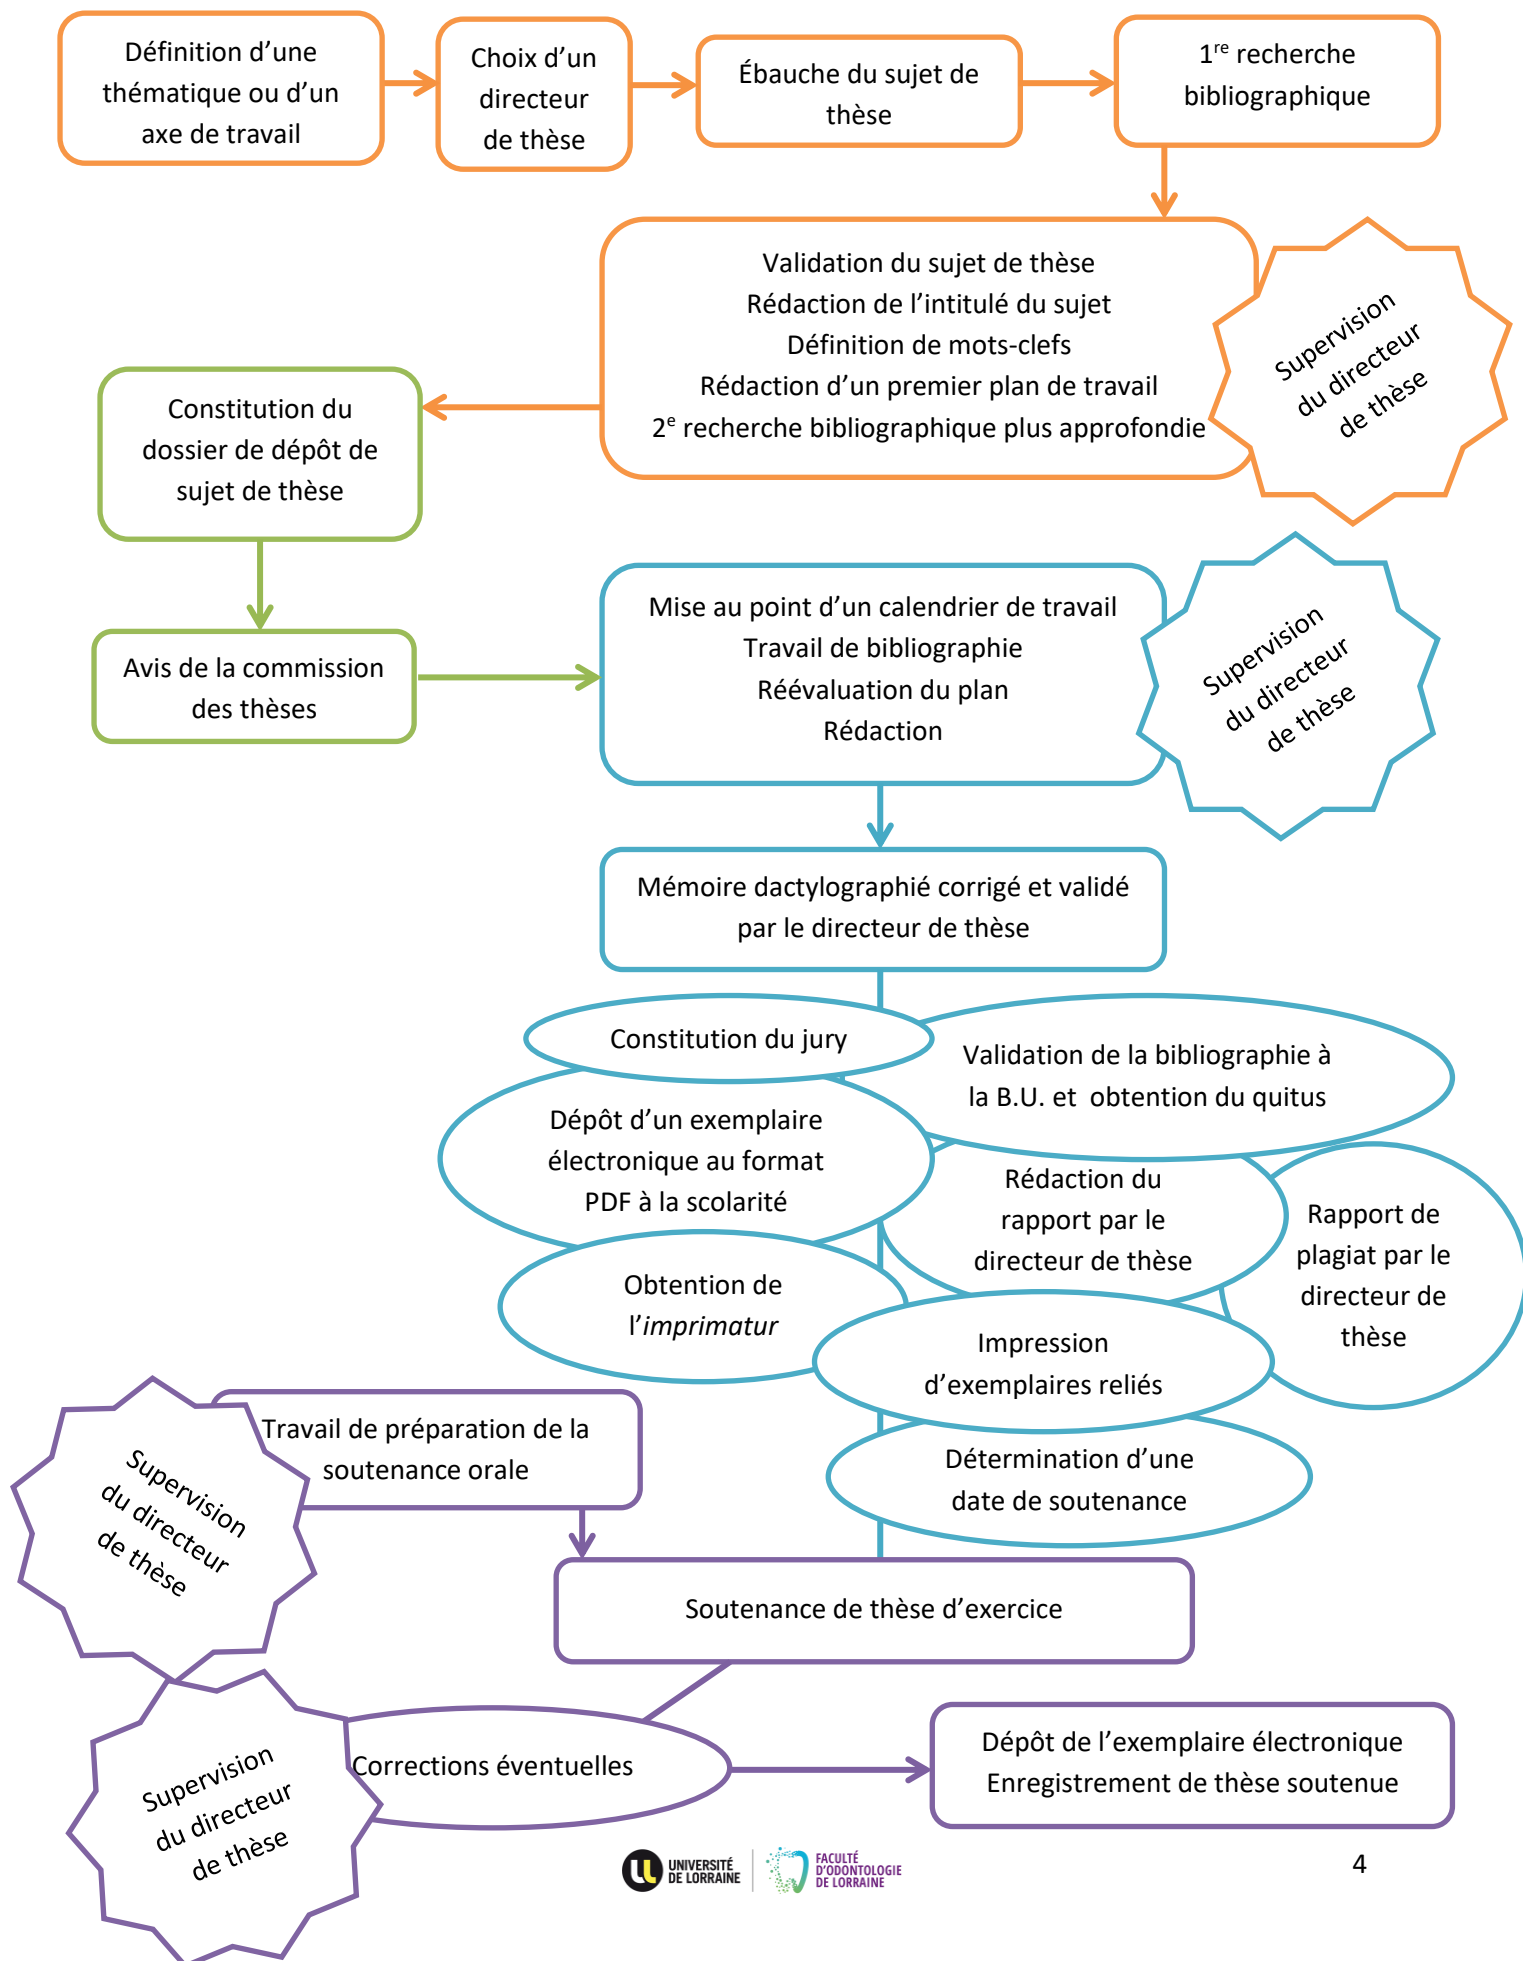 Définition d’une
thématique ou d’un
axe de travail
Choix d’un
directeur
de thèse
Ébauche du sujet de
thèse
1re recherche
bibliographique
Validation du sujet de thèse
Rédaction de l’intitulé du sujet
Définition de mots-clefs
Rédaction d’un premier plan de travail
2e recherche bibliographique plus approfondie
Supervision
du directeur
de thèse
Constitution du
dossier de dépôt de
sujet de thèse
Avis de la commission
des thèses
Mise au point d’un calendrier de travail
Travail de bibliographie
Réévaluation du plan
Rédaction
Supervision
du directeur
de thèse
Mémoire dactylographié corrigé et validé
par le directeur de thèse
Constitution du jury
Validation de la bibliographie à
la B.U. et  obtention du quitus
Dépôt d’un exemplaire
électronique au format
PDF à la scolarité
Rédaction du
rapport par le
directeur de thèse
Rapport de
plagiat par le
directeur de
thèse
Obtention de
l’imprimatur
Impression
d’exemplaires reliés
Détermination d’une
date de soutenance
Travail de préparation de la
soutenance orale
Supervision
du directeur
de thèse
Soutenance de thèse d’exercice
Corrections éventuelles
Supervision
du directeur
de thèse
Dépôt de l’exemplaire électronique
Enregistrement de thèse soutenue
UNIVERSITÉ
DE LORRAINE
FACULTÉ
D’ODONTOLOGIE
DE LORRAINE
4